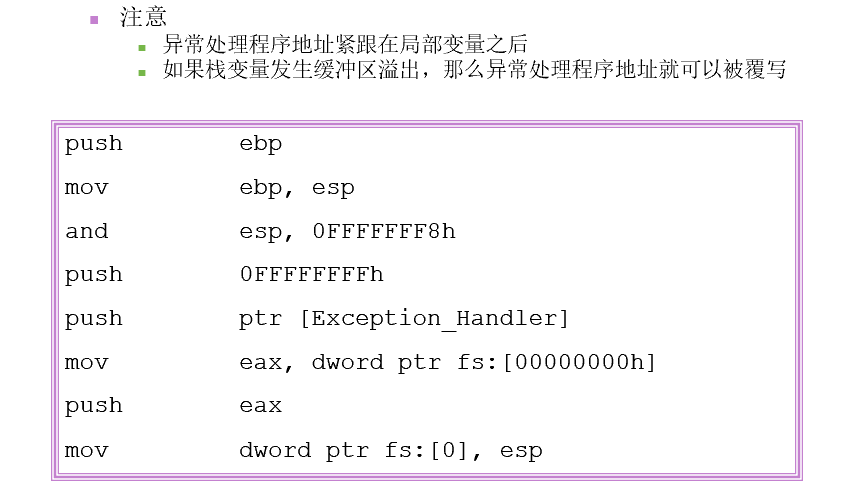 注意
异常处理程序地址紧跟在局部变量之后
如果栈变量发生缓冲区溢出，那么异常处理程序地址就可以被覆写
push ebp
mov ebp, esp
and esp, 0FFFFFFF8h
push 0FFFFFFFFh
push ptr [Exception_Handler]
mov eax, dword ptr fs:[00000000h]
push eax
mov dword ptr fs:[0], esp